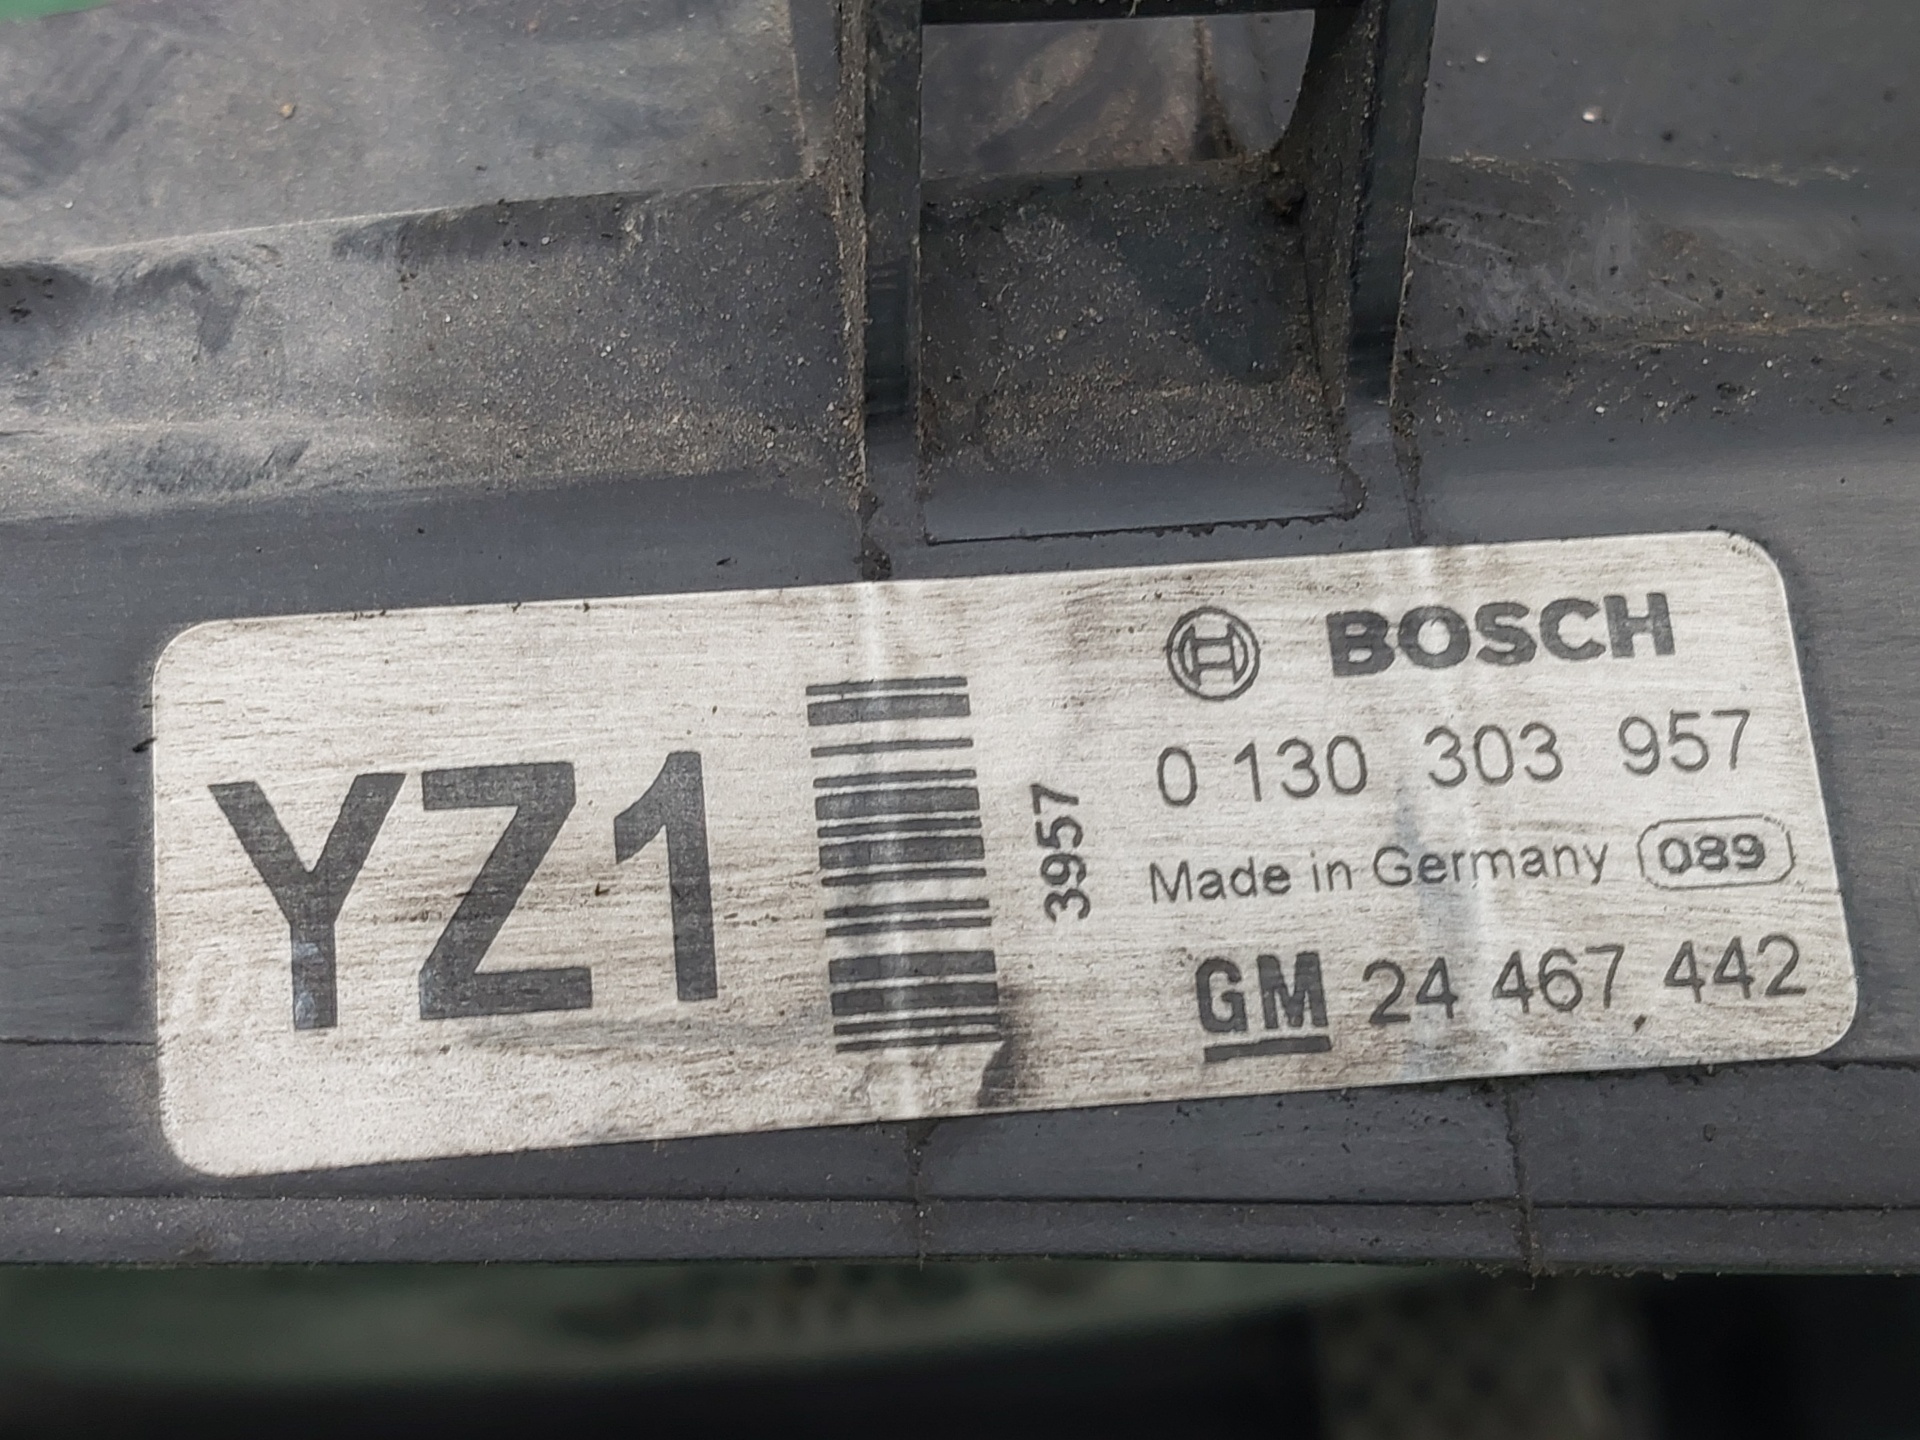 YZ1
3957
BOSCH
0 130 303 957
Made in Germany 089
GM 24 467 442